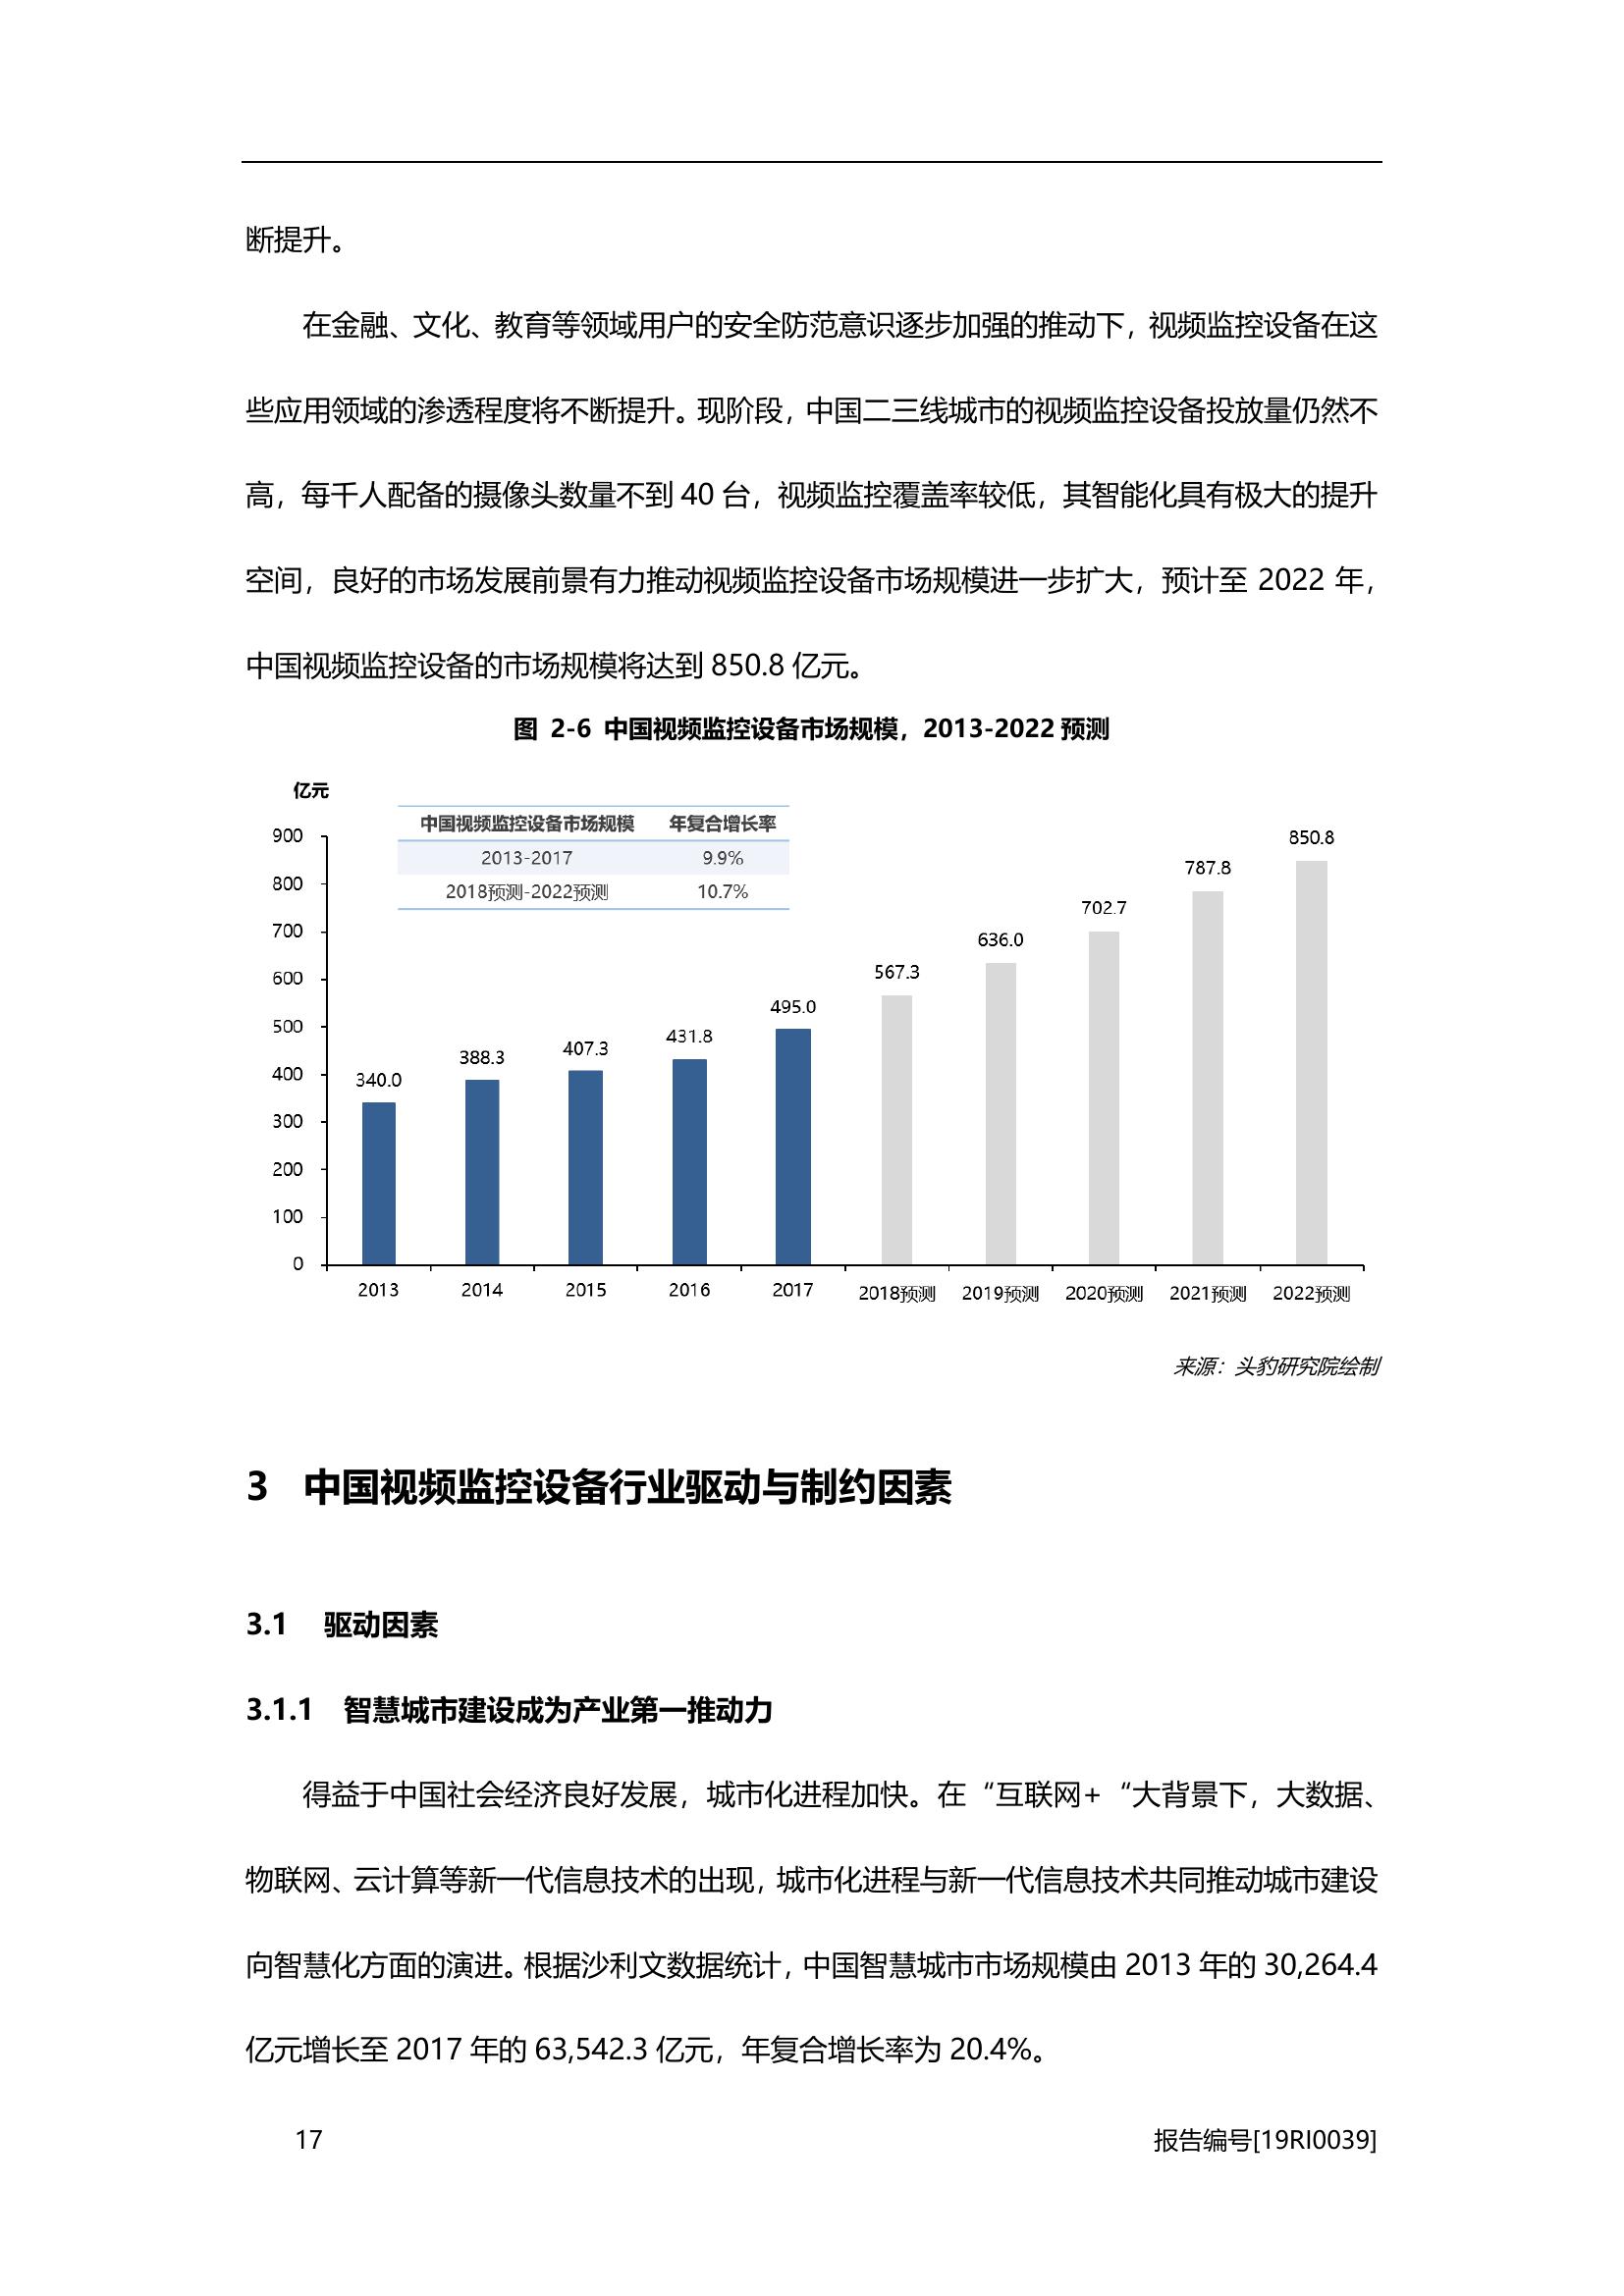 断提升。
在金融、文化、教育等领域用户的安全防范意识逐步加强的推动下，视频监控设备在这
些应用领域的渗透程度将不断提升。现阶段，中国二三线城市的视频监控设备投放量仍然不
高，每千人配备的摄像头数量不到 40 台，视频监控覆盖率较低，其智能化具有极大的提升
空间，良好的市场发展前景有力推动视频监控设备市场规模进一步扩大，预计至 2022 年，
中国视频监控设备的市场规模将达到 850.8 亿元。
图 2-6 中国视频监控设备市场规模，2013-2022 预测
亿元
中国视频监控设备市场规模 年复合增长率
2013-2017 9.9%
2018预测-2022预测 10.7%
900
800
700
600
500
400
300
200
100
0
340.0
388.3
407.3
431.8
495.0
567.3
636.0
702.7
787.8
850.8
2013 2014 2015 2016 2017 2018预测 2019预测 2020预测 2021预测 2022预测
来源：头豹研究院绘制
3 中国视频监控设备行业驱动与制约因素
3.1 驱动因素
3.1.1 智慧城市建设成为产业第一推动力
得益于中国社会经济良好发展，城市化进程加快。在“互联网+“大背景下，大数据、
物联网、云计算等新一代信息技术的出现，城市化进程与新一代信息技术共同推动城市建设
向智慧化方面的演进。根据沙利文数据统计，中国智慧城市市场规模由 2013 年的 30,264.4
亿元增长至 2017 年的 63,542.3 亿元，年复合增长率为 20.4%。
17 报告编号[19RI0039]